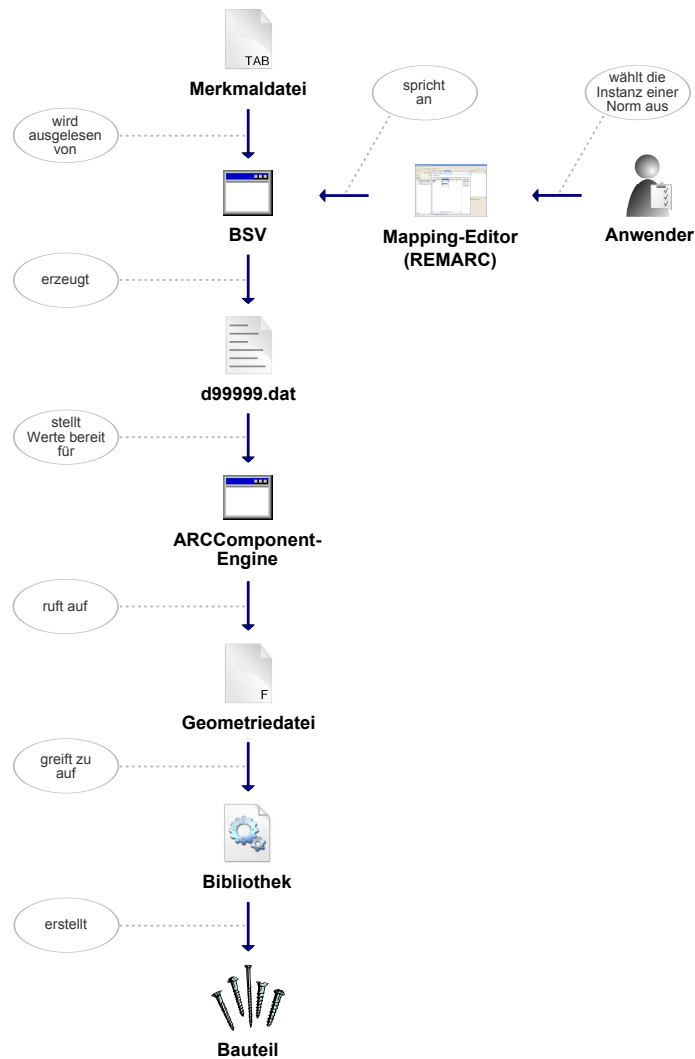 TAB
Merkmaldatei
wird
ausgelesen
von
spricht
an
wählt die
Instanz einer
Norm aus
BSV
Mapping-Editor
(REMARC)
Anwender
erzeugt
d99999.dat
stellt
Werte bereit
für
ARCComponent-
Engine
ruft auf
F
Geometriedatei
greift zu
auf
Bibliothek
erstellt
Bauteil